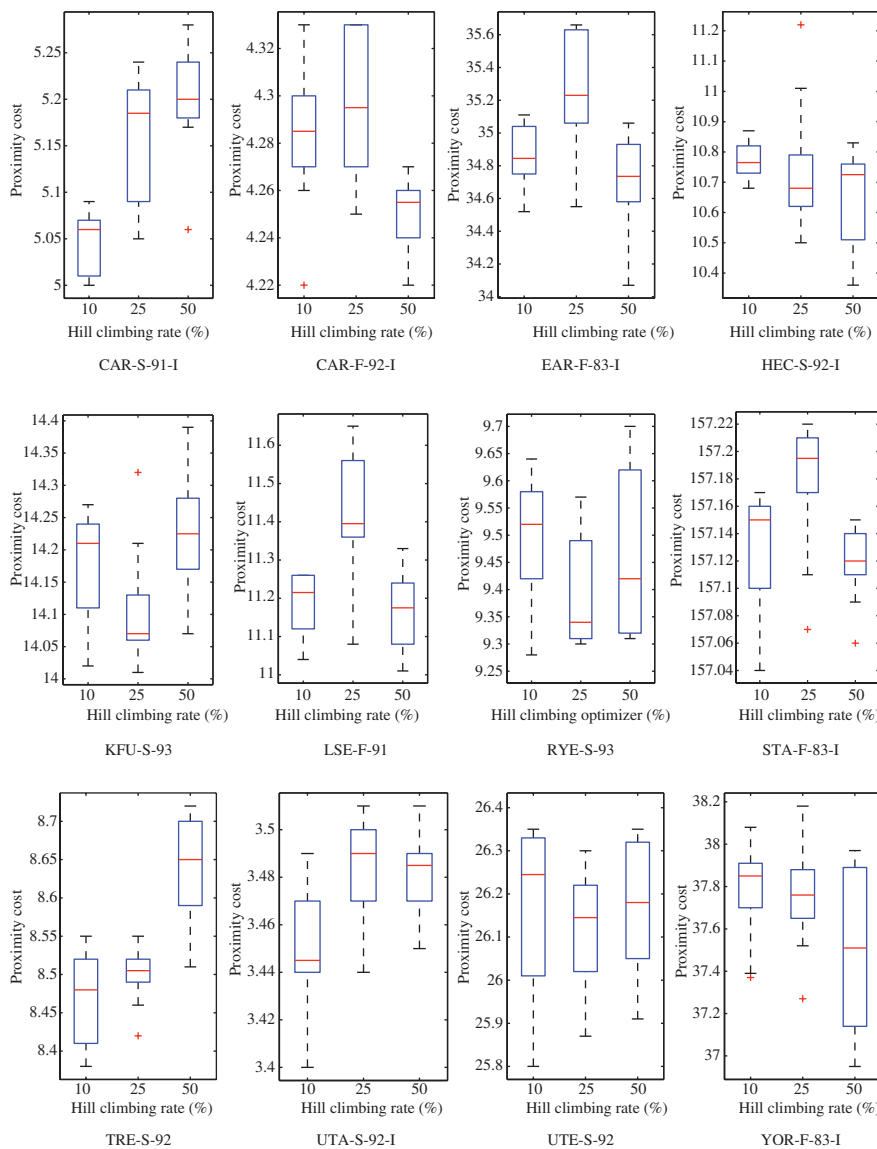 Proximity cost
5.25
5.2
5.15
5.1
5.05
5
10 25 50
Hill climbing rate (%)
CAR-S-91-I
Proximity cost
4.32
4.3
4.28
4.26
4.24
4.22
10 25 50
Hill climbing rate (%)
CAR-F-92-I
Proximity cost
35.6
35.4
35.2
35
34.8
34.6
34.4
34.2
34
10 25 50
Hill climbing rate (%)
EAR-F-83-I
Proximity cost
11.2
11.1
11
10.9
10.8
10.7
10.6
10.5
10.4
10 25 50
Hill climbing rate (%)
HEC-S-92-I
Proximity cost
14.4
14.35
14.3
14.25
14.2
14.15
14.1
14.05
14
10 25 50
Hill climbing rate (%)
KFU-S-93
Proximity cost
11.6
11.5
11.4
11.3
11.2
11.1
11
10 25 50
Hill climbing rate (%)
LSE-F-91
Proximity cost
9.7
9.65
9.6
9.55
9.5
9.45
9.4
9.35
9.3
9.25
10 25 50
Hill climbing optimizer (%)
RYE-S-93
Proximity cost
157.22
157.2
157.18
157.16
157.14
157.12
157.1
157.08
157.06
157.04
10 25 50
Hill climbing rate (%)
STA-F-83-I
Proximity cost
8.7
8.65
8.6
8.55
8.5
8.45
8.4
10 25 50
Hill climbing rate (%)
TRE-S-92
Proximity cost
3.5
3.48
3.46
3.44
3.42
3.4
10 25 50
Hill climbing rate (%)
UTA-S-92-I
Proximity cost
26.4
26.3
26.2
26.1
26
25.9
25.8
10 25 50
Hill climbing rate (%)
UTE-S-92
Proximity cost
38.2
38
37.8
37.6
37.4
37.2
37
10 25 50
Hill climbing rate (%)
YOR-F-83-I